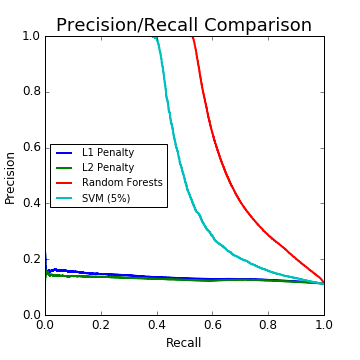 Precision/Recall Comparison
1.0
0.8
0.6
0.4
0.2
0.0
Precision
L1 Penalty
L2 Penalty
Random Forests
SVM (5%)
0.0 0.2 0.4 0.6 0.8 1.0
Recall